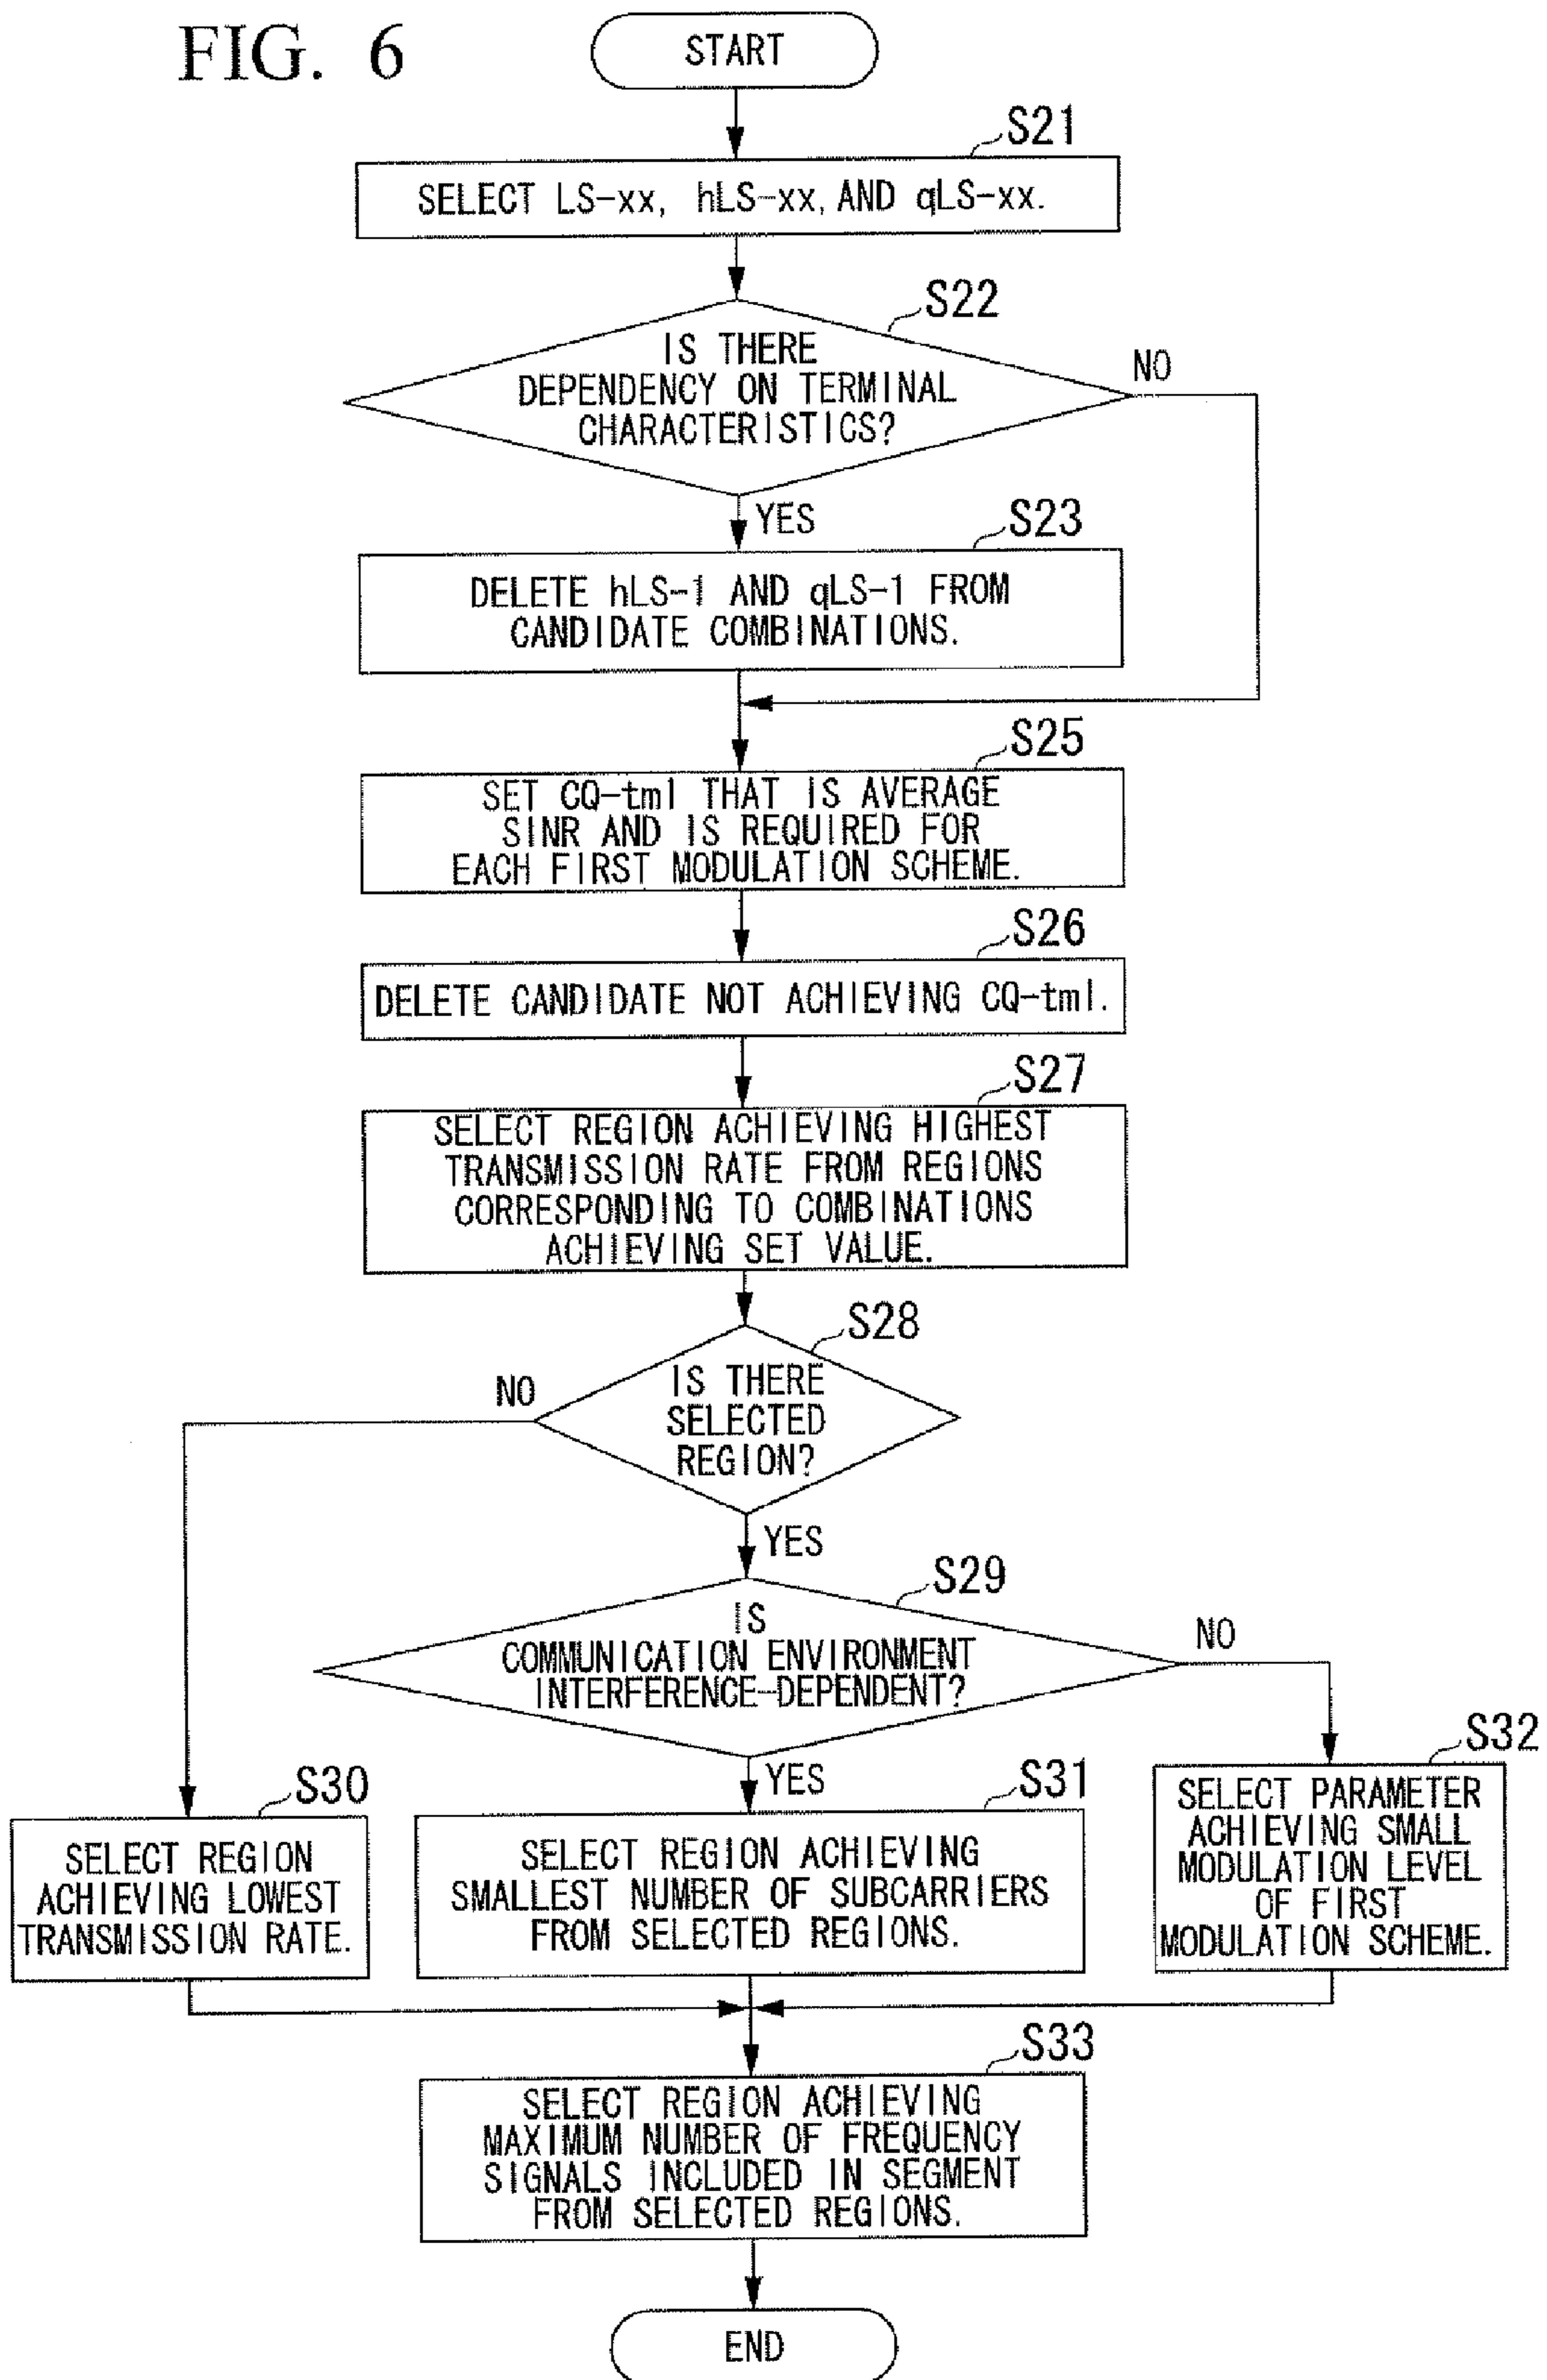 FIG. 6
START
S21
SELECT LS-xx, hLS-xx, AND qLS-xx.
S22
IS THERE
DEPENDENCY ON TERMINAL
CHARACTERISTICS?
NO
YES
S23
DELETE hLS-1 AND qLS-1 FROM
CANDIDATE COMBINATIONS.
S25
SET CQ-tml THAT IS AVERAGE
SINR AND IS REQUIRED FOR
EACH FIRST MODULATION SCHEME.
S26
DELETE CANDIDATE NOT ACHIEVING CQ-tml.
S27
SELECT REGION ACHIEVING HIGHEST
TRANSMISSION RATE FROM REGIONS
CORRESPONDING TO COMBINATIONS
ACHIEVING SET VALUE.
S28
IS THERE
SELECTED
REGION?
NO
YES
S29
IS
COMMUNICATION ENVIRONMENT
INTERFERENCE-DEPENDENT?
NO
YES
S30
SELECT REGION
ACHIEVING LOWEST
TRANSMISSION RATE.
S31
SELECT REGION ACHIEVING
SMALLEST NUMBER OF SUBCARRIERS
FROM SELECTED REGIONS.
S32
SELECT PARAMETER
ACHIEVING SMALL
MODULATION LEVEL
OF FIRST
MODULATION SCHEME.
S33
SELECT REGION ACHIEVING
MAXIMUM NUMBER OF FREQUENCY
SIGNALS INCLUDED IN SEGMENT
FROM SELECTED REGIONS.
END